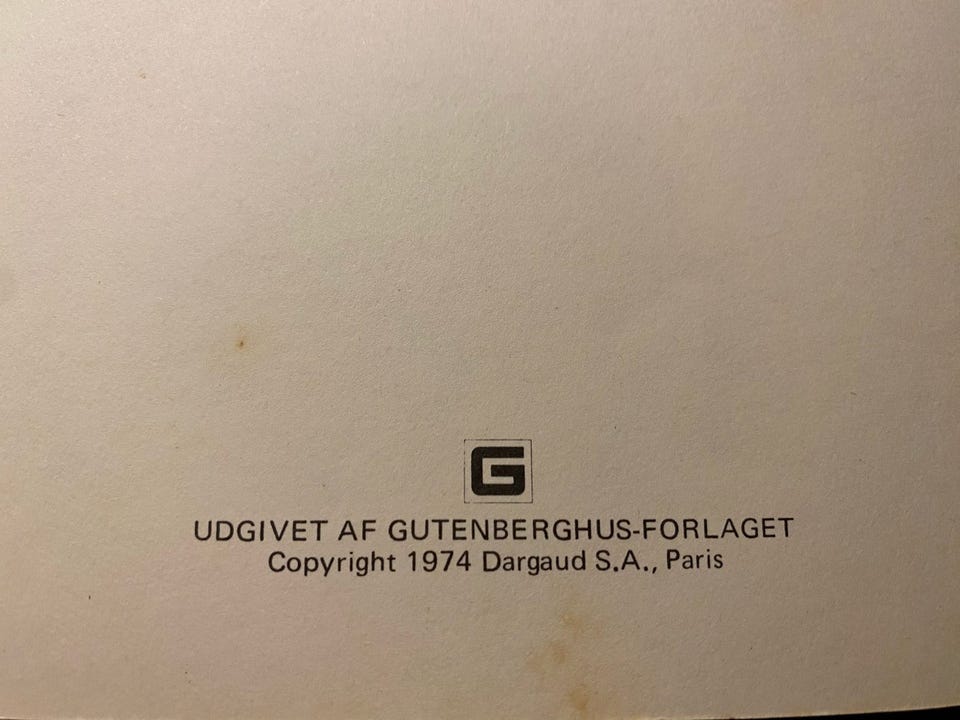 G
UDGIVET AF GUTENBERGHUS-FORLAGET
Copyright 1974 Dargaud S.A., Paris